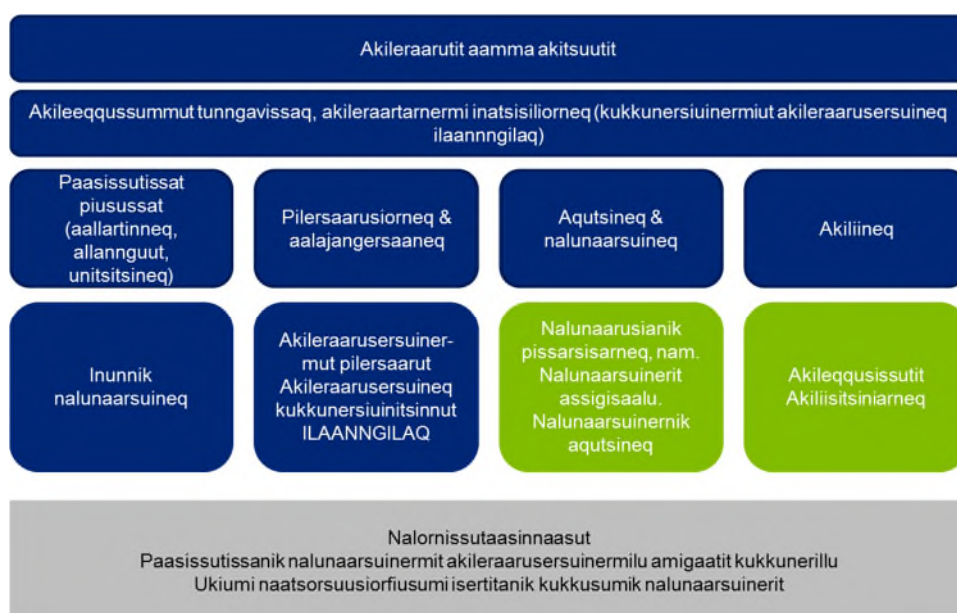 Akileraarutit aamma akitsuutit
Akileeqqussummut tunngavissaq, akileraartarnermi inatsisiliorneq (kukkunersiuinermiut akileraarusersuineq
ilaannngilaq)
Paasissutissat
piusussat
(aallartinneq,
allannguut,
unitsitsineq)
Pilersaarusiorneq &
aalajangersaaneq
Aqutsineq &
nalunaarsuineq
Akiliineq
Inunnik
nalunaarsuineq
Akileraarusersuiner-
mut pilersaarut
Akileraarusersuineq
kukkunersiuinitsinnut
ILAANNGILAQ
Nalunaarusianik
pissarsisarneq, nam.
Nalunaarsuinerit
assigisaalu.
Nalunaarsuinernik
aqutsineq
Akileqqusissutit
Akiliisitsiniarneq
Nalornissutaasinnaasut
Paasissutissanik nalunaarsuinermit akileraarusersuinermilu amigaatit kukkunerillu
Ukiumi naatsorsuusiorfiusumi isertitanik kukkusumik nalunaarsuinerit